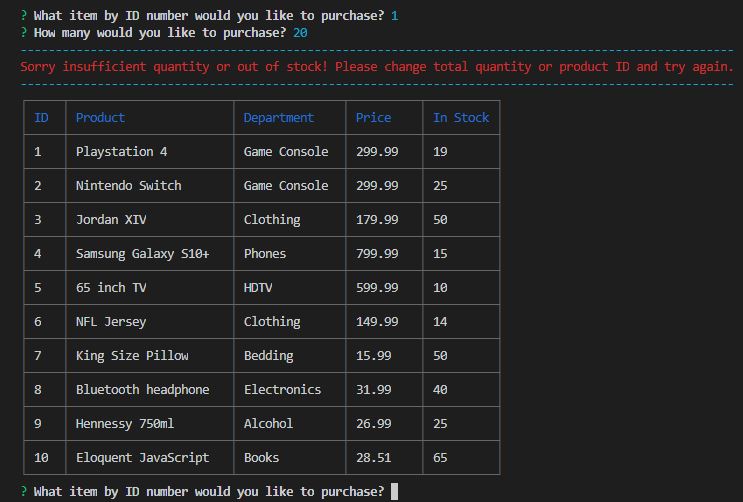 ? What item by ID number would you like to purchase? 1
? How many would you like to purchase? 20
--------------------------------------------------------------------------------
Sorry insufficient quantity or out of stock! Please change total quantity or product ID and try again.
--------------------------------------------------------------------------------
ID Product Department Price In Stock
1 Playstation 4 Game Console 299.99 19
2 Nintendo Switch Game Console 299.99 25
3 Jordan XIV Clothing 179.99 50
4 Samsung Galaxy S10+ Phones 799.99 15
5 65 inch TV HDTV 599.99 10
6 NFL Jersey Clothing 149.99 14
7 King Size Pillow Bedding 15.99 50
8 Bluetooth headphone Electronics 31.99 40
9 Hennessy 750ml Alcohol 26.99 25
10 Eloquent JavaScript Books 28.51 65
? What item by ID number would you like to purchase?